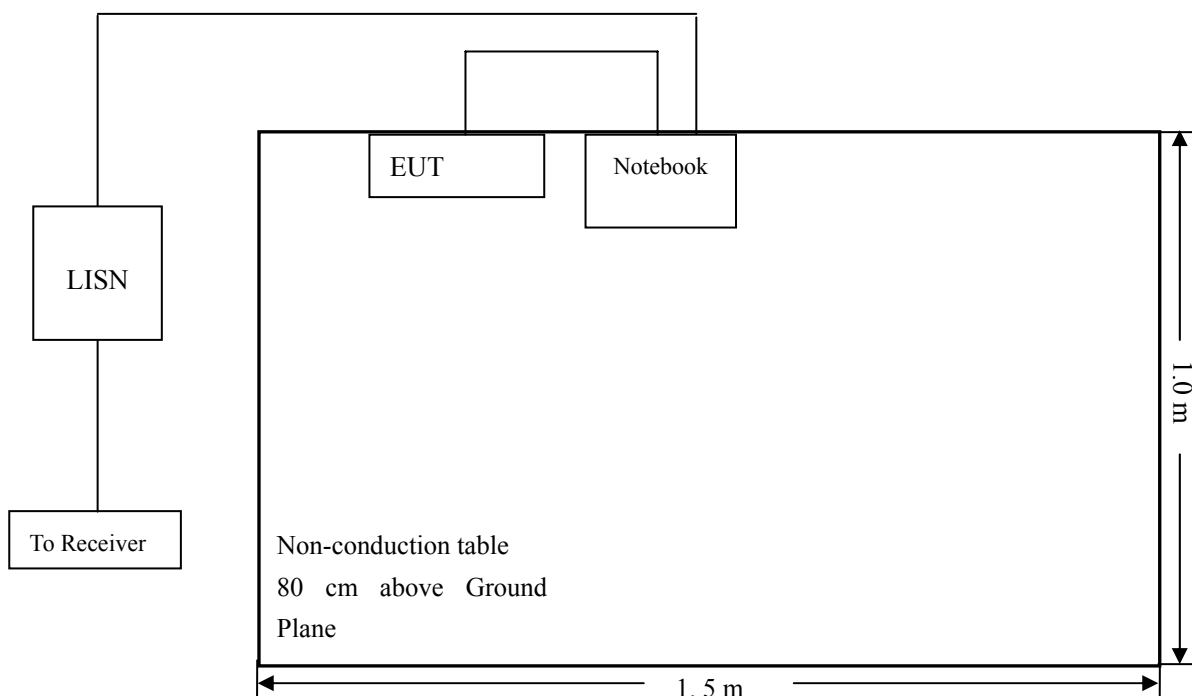 EUT
Notebook
LISN
1.0 m
To Receiver
Non-conduction table
80 cm above Ground
Plane
1. 5 m